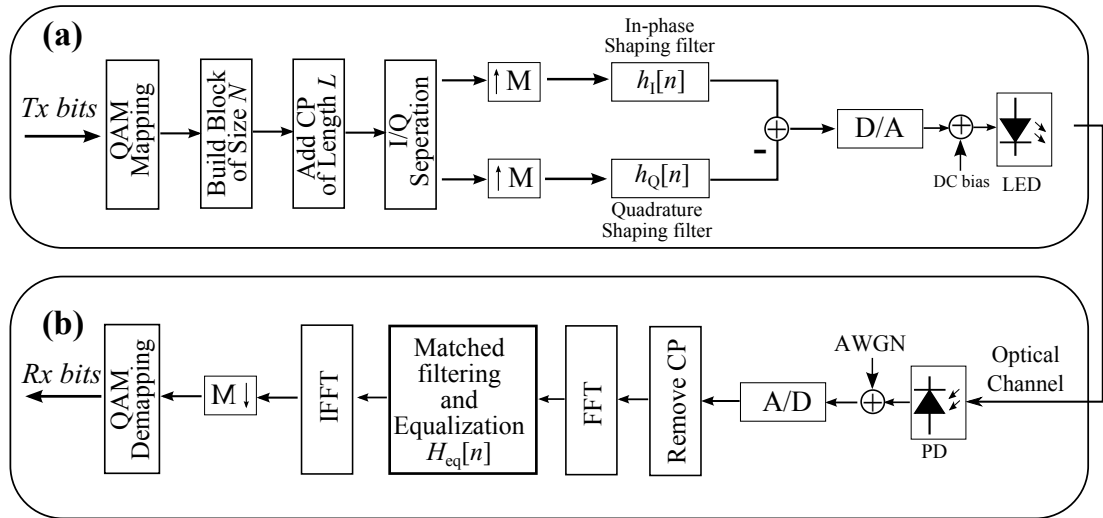 (a)
Tx bits
QAM
Mapping
Build Block
of Size N
Add CP
of Length L
I/Q
Seperation
↑ M
In-phase
Shaping filter
h_I[n]
↑ M
h_Q[n]
Quadrature
Shaping filter
-
D/A
DC bias
LED
(b)
Rx bits
QAM
Demapping
M ↓
IFFT
Matched
filtering
and
Equalization
H_eq[n]
FFT
Remove CP
A/D
AWGN
PD
Optical
Channel